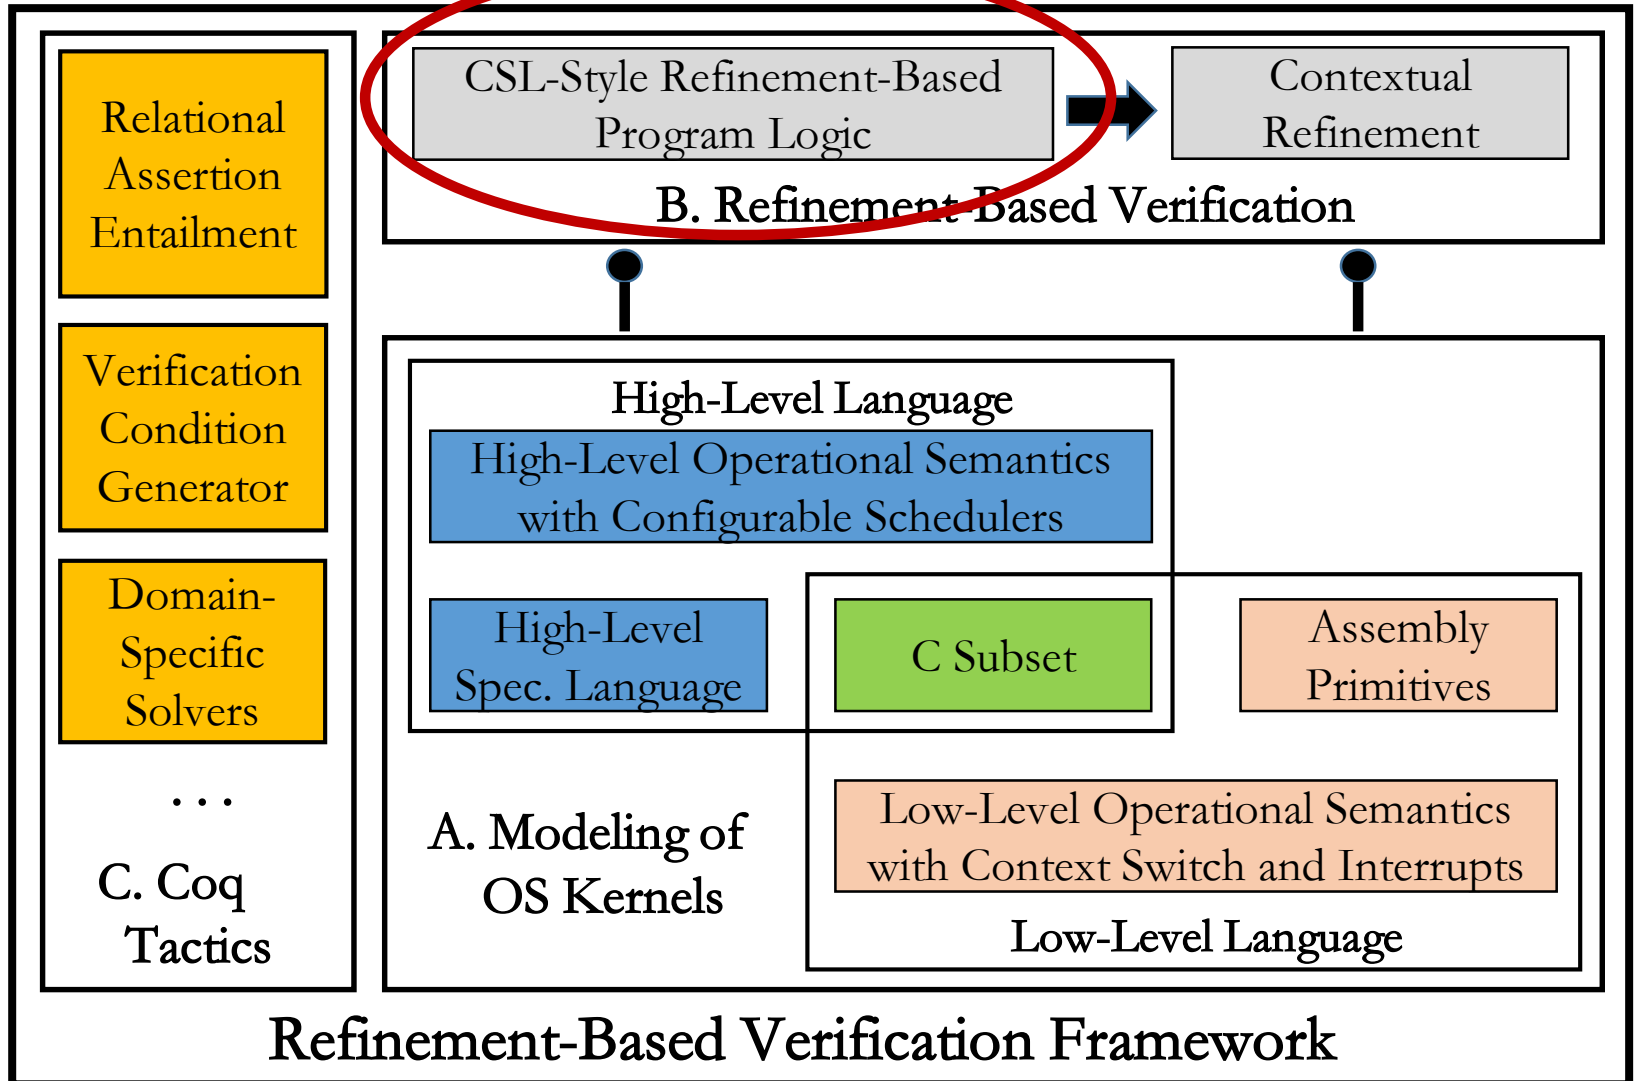 Relational
Assertion
Entailment
Verification
Condition
Generator
Domain-
Specific
Solvers
...
C. Coq
Tactics
CSL-Style Refinement-Based
Program Logic
Contextual
Refinement
B. Refinement-Based Verification
High-Level Language
High-Level Operational Semantics
with Configurable Schedulers
High-Level
Spec. Language
C Subset
Assembly
Primitives
A. Modeling of
OS Kernels
Low-Level Operational Semantics
with Context Switch and Interrupts
Low-Level Language
Refinement-Based Verification Framework